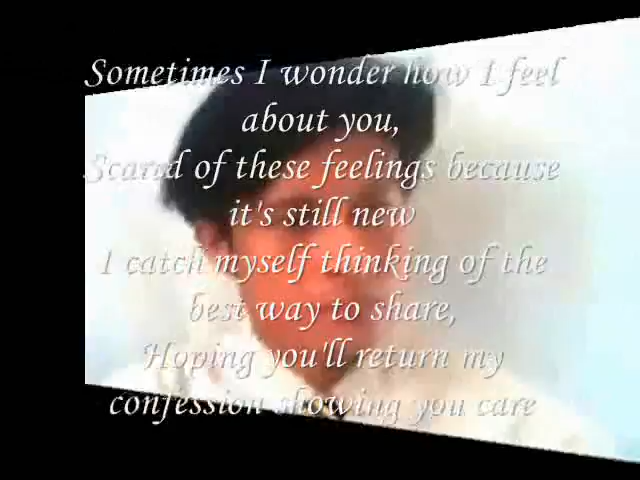 Sometimes I wonder how I feel
about you,
Scared of these feelings because
it's still new
I catch myself thinking of the
best way to share,
Hoping you'll return my
confession showing you care